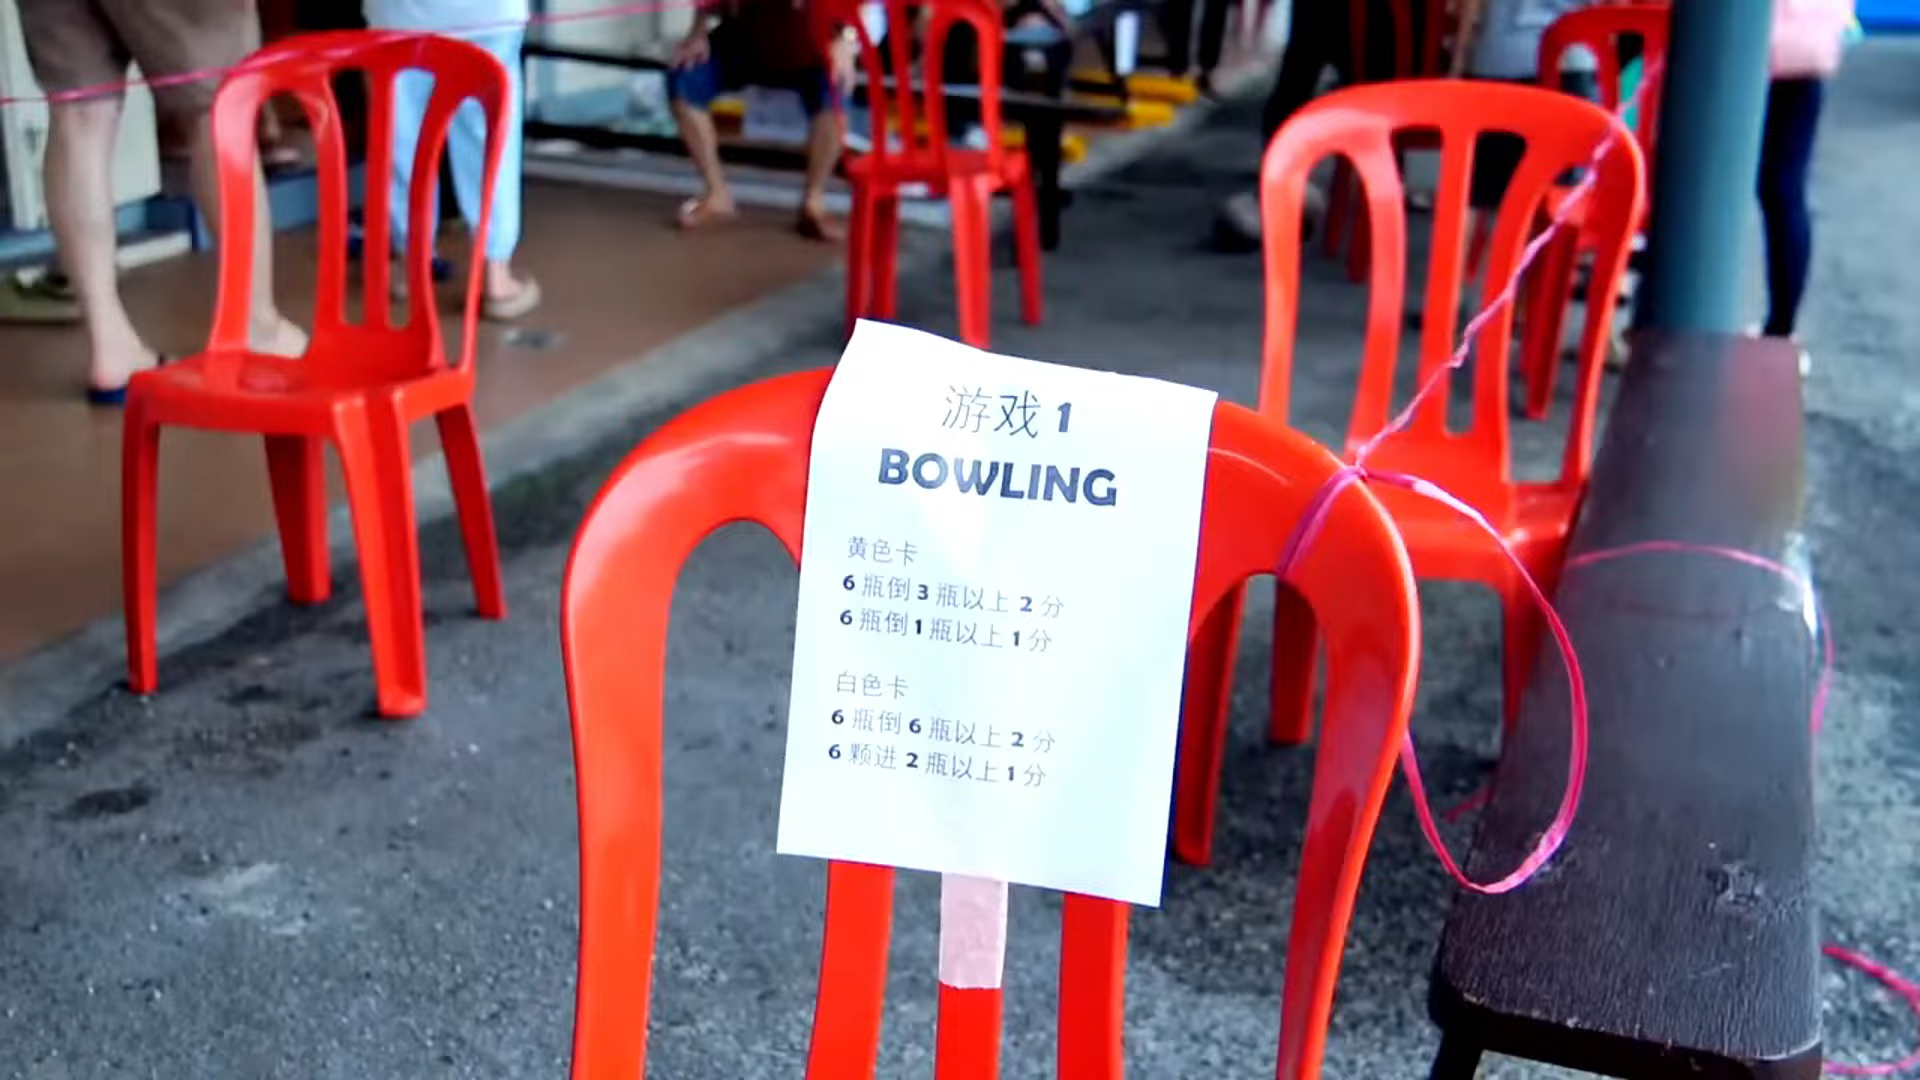 游戏 1
BOWLING
黄色卡
6 瓶倒 3 瓶以上 2 分
6 瓶倒 1 瓶以上 1 分
白色卡
6 瓶倒 6 瓶以上 2 分
6 颗进 2 瓶以上 1 分